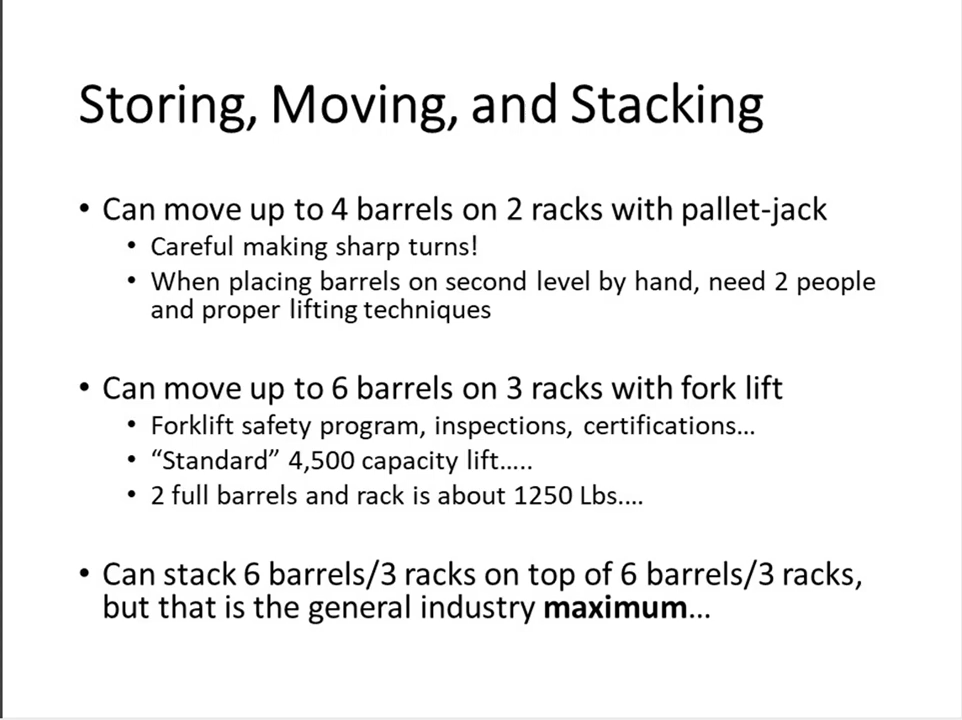 Storing, Moving, and Stacking
• Can move up to 4 barrels on 2 racks with pallet-jack
• Careful making sharp turns!
• When placing barrels on second level by hand, need 2 people
and proper lifting techniques
• Can move up to 6 barrels on 3 racks with fork lift
• Forklift safety program, inspections, certifications…
• “Standard” 4,500 capacity lift…..
• 2 full barrels and rack is about 1250 Lbs.…
• Can stack 6 barrels/3 racks on top of 6 barrels/3 racks,
but that is the general industry maximum…